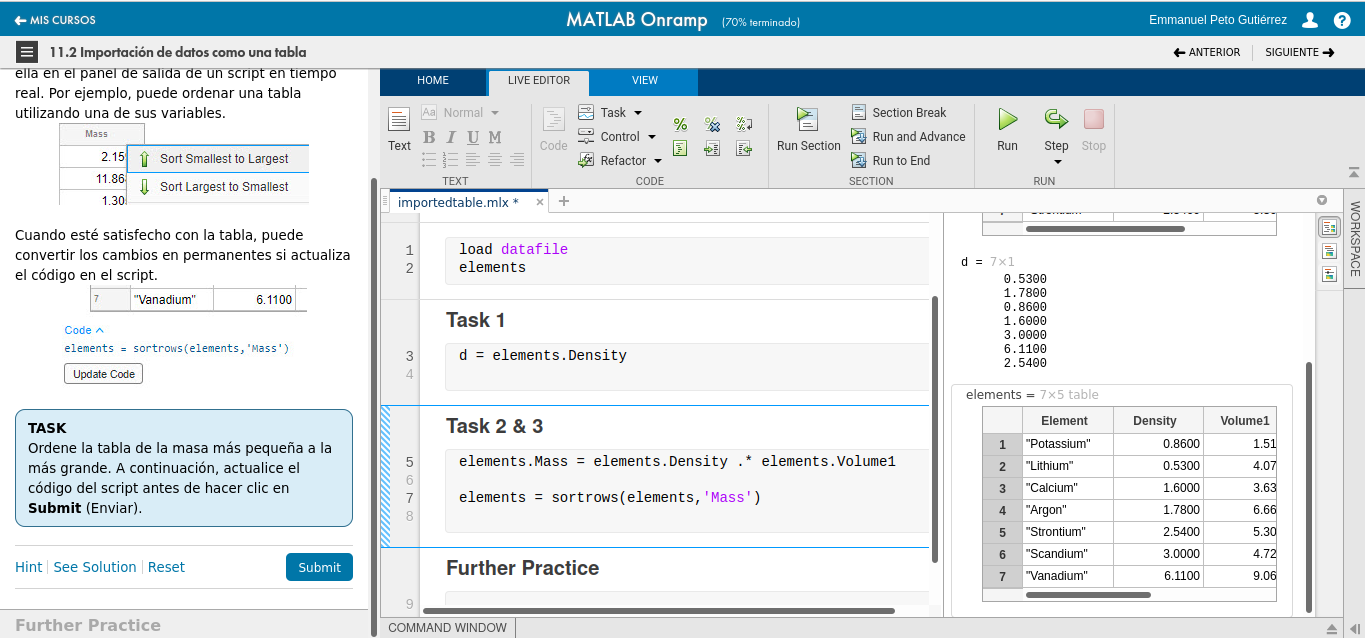 MIS CURSOS
MATLAB Onramp (70% terminado)
Emmanuel Peto Gutiérrez
11.2 Importación de datos como una tabla
ANTERIOR
SIGUIENTE
ella en el panel de salida de un script en tiempo
real. Por ejemplo, puede ordenar una tabla
utilizando una de sus variables.
Mass
2.15
Sort Smallest to Largest
11.86
Sort Largest to Smallest
1.30
Cuando esté satisfecho con la tabla, puede
convertir los cambios en permanentes si actualiza
el código en el script.
7 "Vanadium" 6.1100
Code
elements = sortrows(elements,'Mass')
Update Code
TASK
Ordene la tabla de la masa más pequeña a la
más grande. A continuación, actualice el
código del script antes de hacer clic en
Submit (Enviar).
Hint See Solution Reset
Submit
Further Practice
HOME
LIVE EDITOR
VIEW
Text
Aa Normal
B I U M
TEXT
Code
Task
Control
Refactor
CODE
Run Section
Section Break
Run and Advance
Run to End
SECTION
Run
Step
Stop
RUN
importedtable.mlx * × +
1 load datafile
2 elements
Task 1
3 d = elements.Density
4
Task 2 & 3
5 elements.Mass = elements.Density .* elements.Volume1
6
7 elements = sortrows(elements,'Mass')
8
Further Practice
9
COMMAND WINDOW
d = 7×1
0.5300
1.7800
0.8600
1.6000
3.0000
6.1100
2.5400
elements = 7×5 table
Element Density Volume1
1 "Potassium" 0.8600 1.51
2 "Lithium" 0.5300 4.07
3 "Calcium" 1.6000 3.63
4 "Argon" 1.7800 6.66
5 "Strontium" 2.5400 5.30
6 "Scandium" 3.0000 4.72
7 "Vanadium" 6.1100 9.06
WORKSPACE